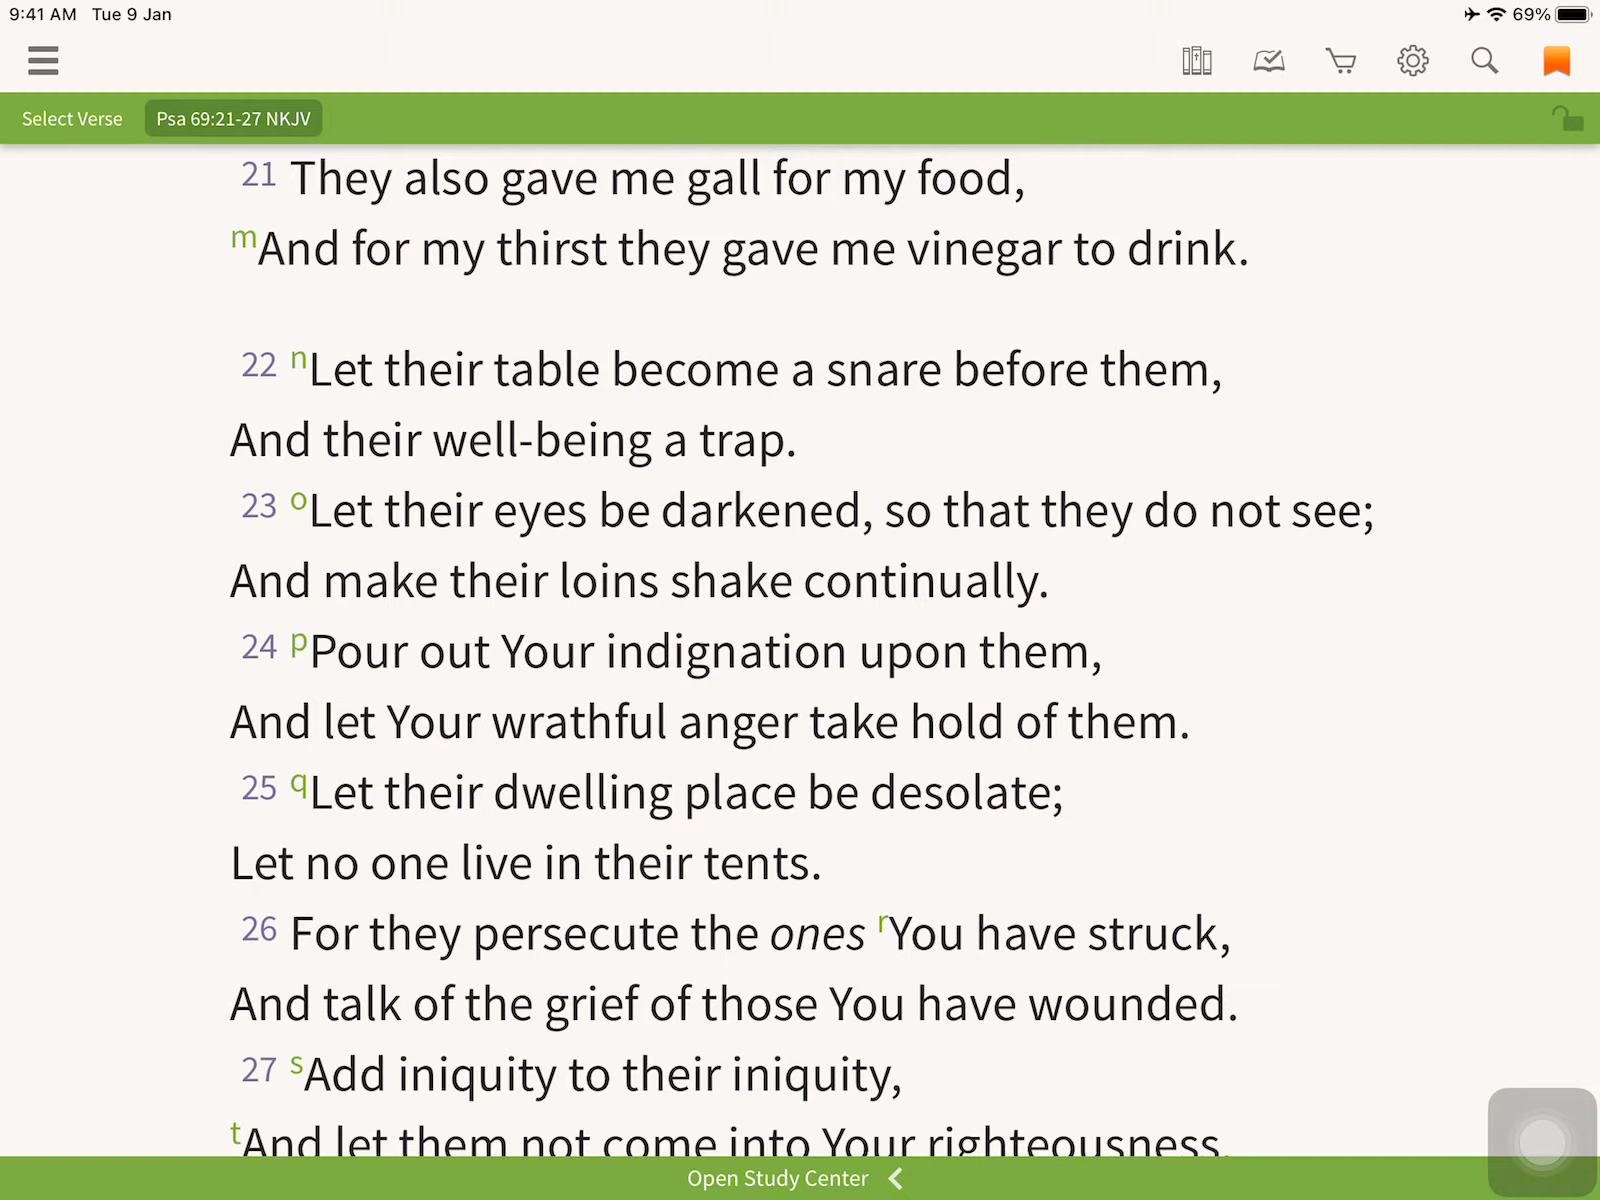 9:41 AM Tue 9 Jan 69%
Select Verse Psa 69:21-27 NKJV
21 They also gave me gall for my food,
mAnd for my thirst they gave me vinegar to drink.
22 nLet their table become a snare before them,
And their well-being a trap.
23 oLet their eyes be darkened, so that they do not see;
And make their loins shake continually.
24 pPour out Your indignation upon them,
And let Your wrathful anger take hold of them.
25 qLet their dwelling place be desolate;
Let no one live in their tents.
26 For they persecute the ones rYou have struck,
And talk of the grief of those You have wounded.
27 sAdd iniquity to their iniquity,
tAnd let them not come into Your righteousness.
Open Study Center